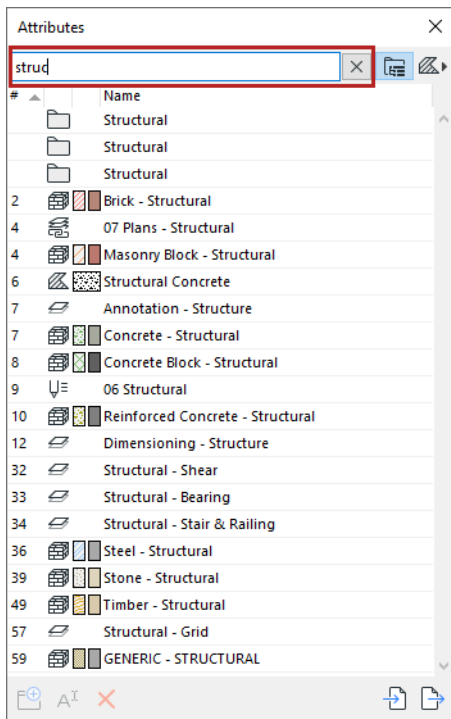 Attributes
struc
# Name
Structural
Structural
Structural
2 Brick - Structural
4 07 Plans - Structural
4 Masonry Block - Structural
6 Structural Concrete
7 Annotation - Structure
7 Concrete - Structural
8 Concrete Block - Structural
9 06 Structural
10 Reinforced Concrete - Structural
12 Dimensioning - Structure
32 Structural - Shear
33 Structural - Bearing
34 Structural - Stair & Railing
36 Steel - Structural
39 Stone - Structural
49 Timber - Structural
57 Structural - Grid
59 GENERIC - STRUCTURAL